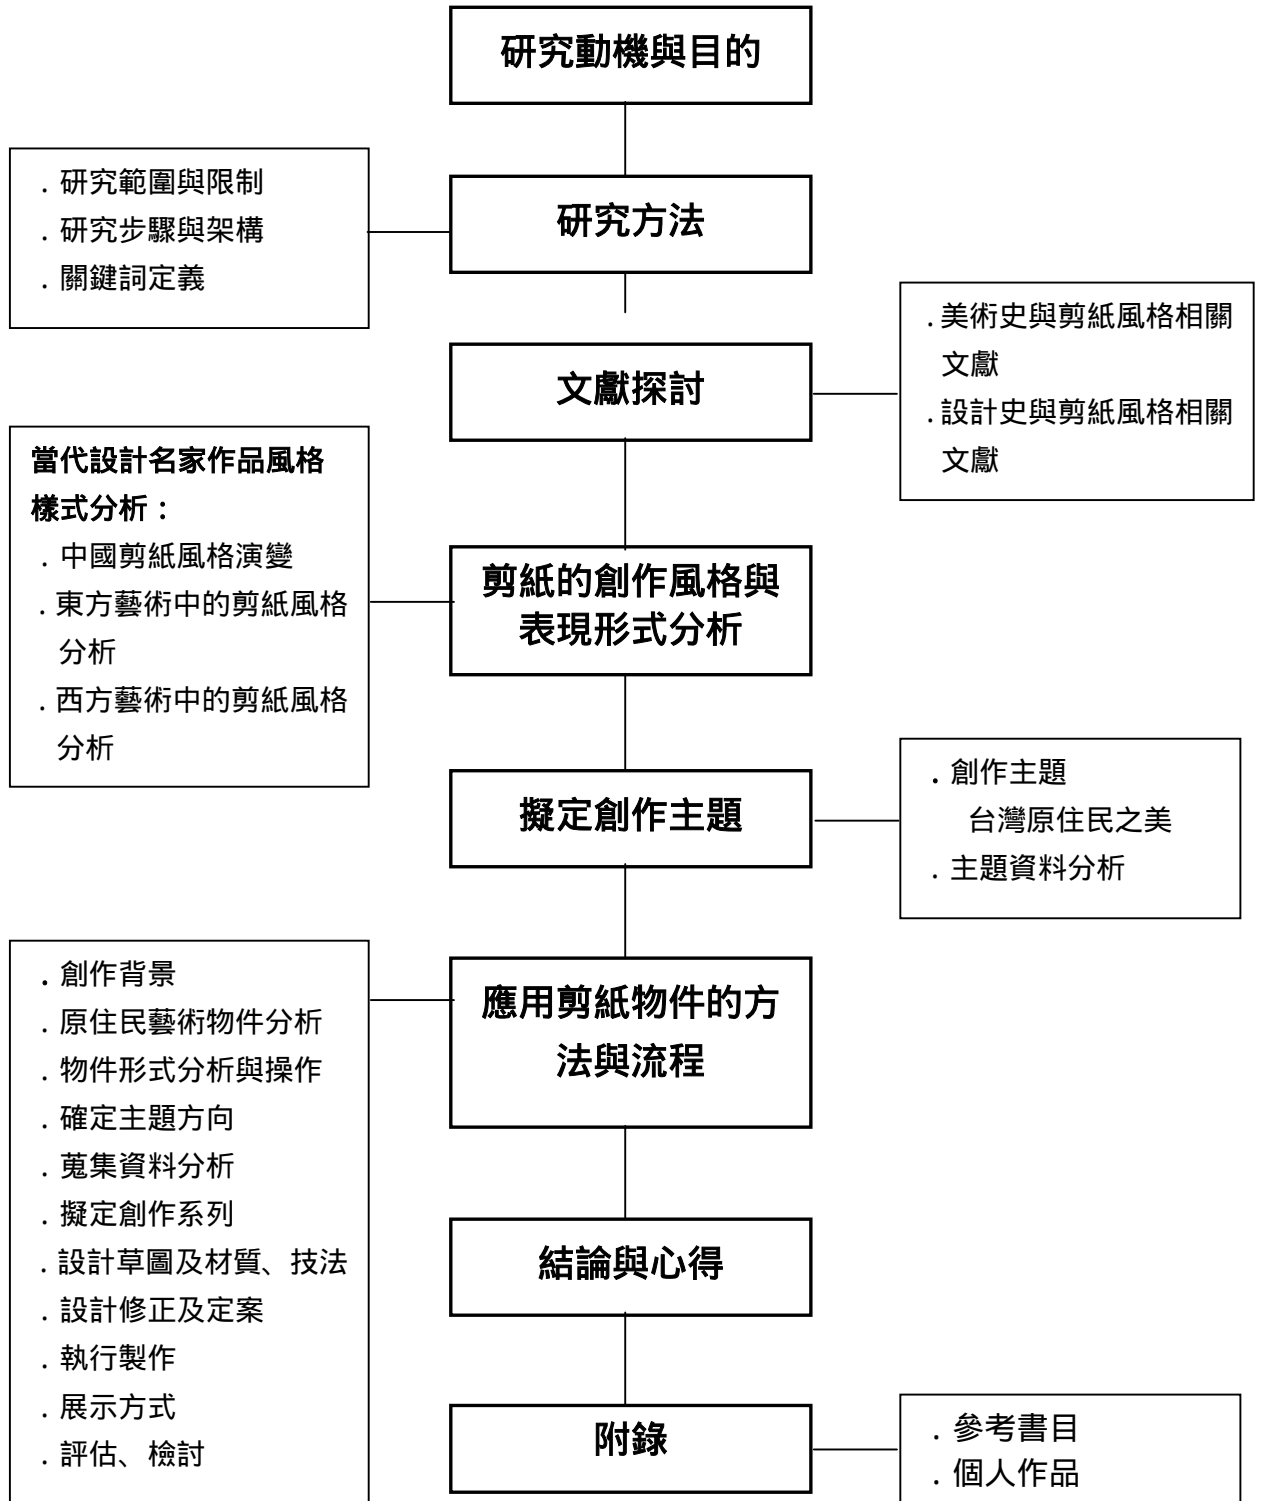 研究動機與目的
．研究範圍與限制
．研究步驟與架構
．關鍵詞定義
研究方法
文獻探討
．美術史與剪紙風格相關
文獻
．設計史與剪紙風格相關
文獻
當代設計名家作品風格
樣式分析：
．中國剪紙風格演變
．東方藝術中的剪紙風格
分析
．西方藝術中的剪紙風格
分析
剪紙的創作風格與
表現形式分析
擬定創作主題
．創作主題
台灣原住民之美
．主題資料分析
．創作背景
．原住民藝術物件分析
．物件形式分析與操作
．確定主題方向
．蒐集資料分析
．擬定創作系列
．設計草圖及材質、技法
．設計修正及定案
．執行製作
．展示方式
．評估、檢討
應用剪紙物件的方
法與流程
結論與心得
附錄
．參考書目
．個人作品